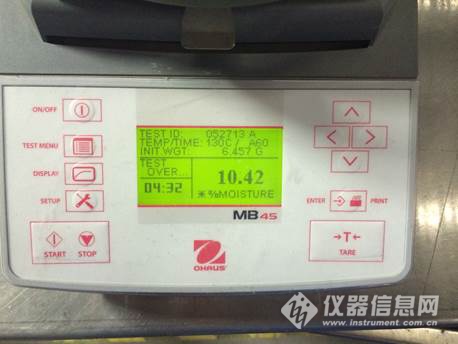 ON/OFF
TEST MENU
DISPLAY
SETUP
START STOP
TEST ID: 052713 A
TEMP/TIME: 130C / A60
INIT.WGT: 6.457 G
TEST
OVER...
04:32
10.42
✳ %MOISTURE
MB45
OHAUS®
ENTER PRINT
→T←
TARE
仪器信息网
www.instrument.com.cn